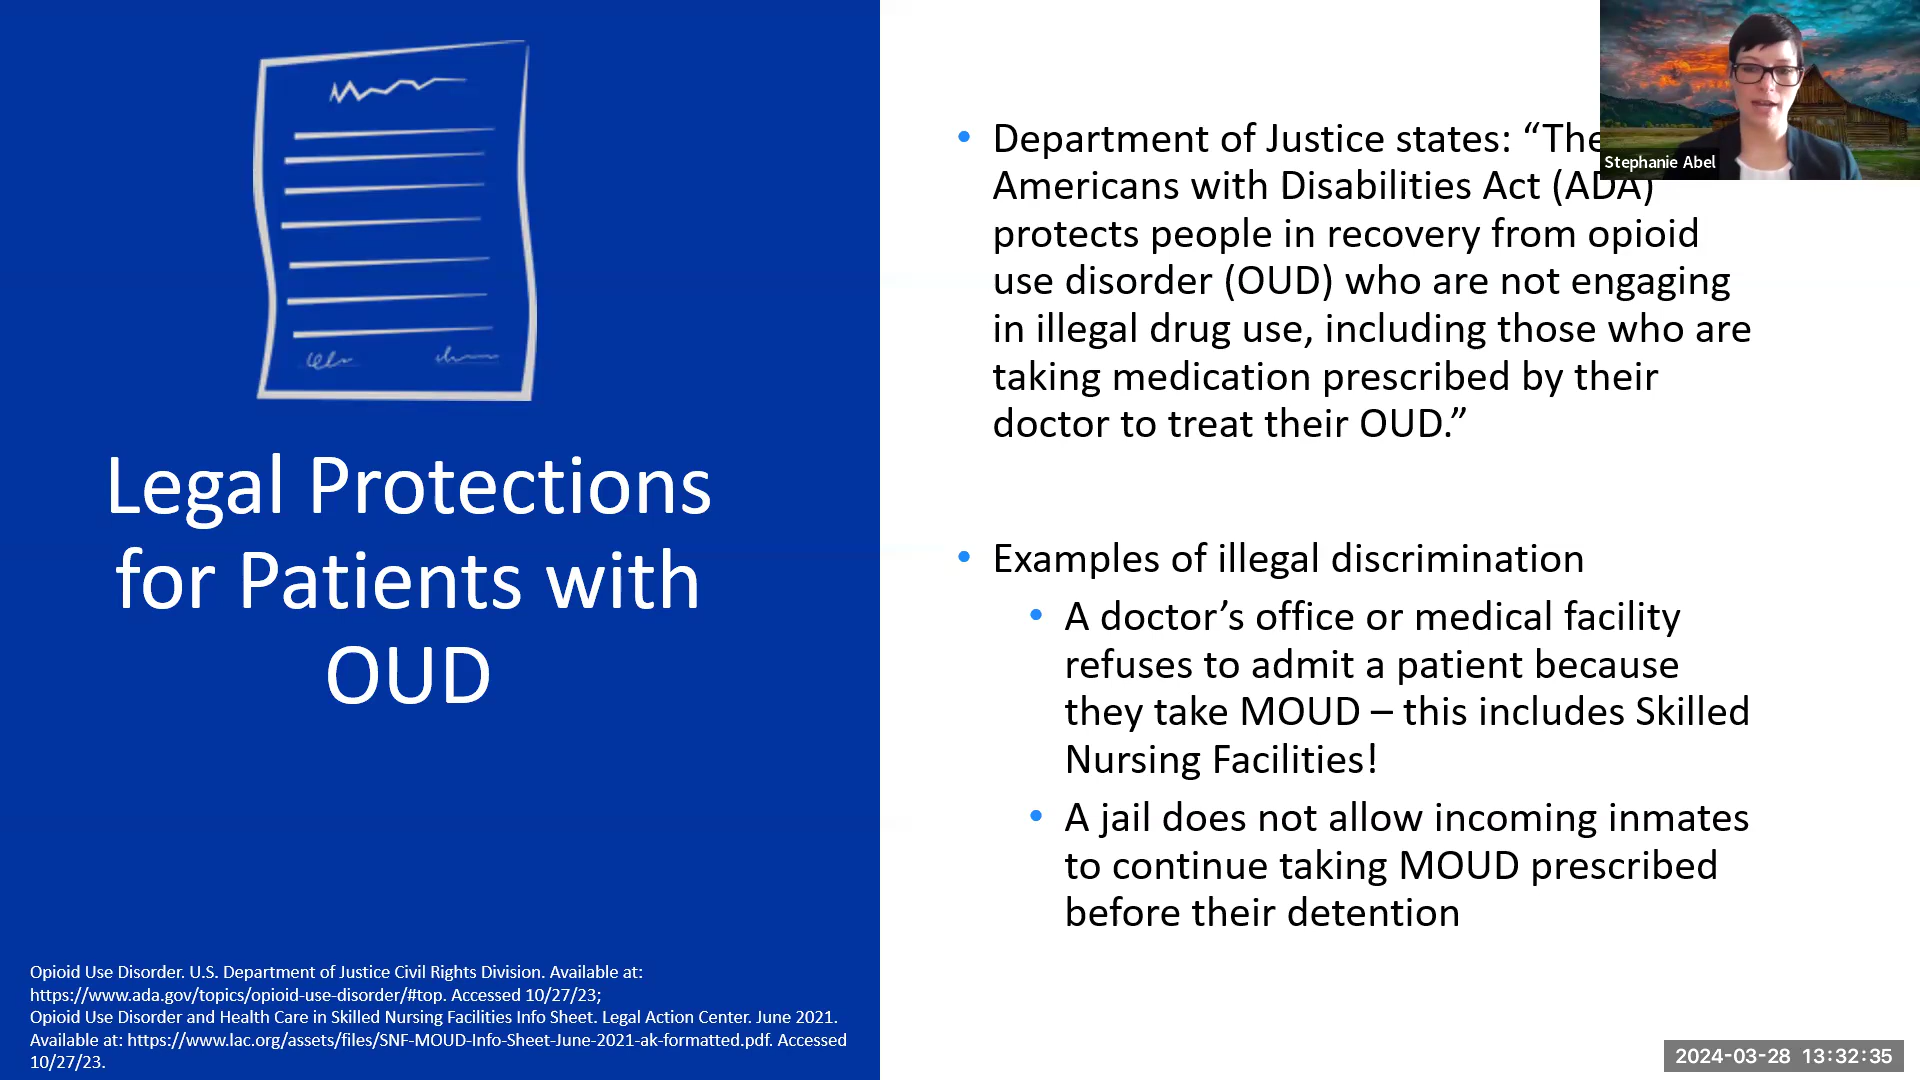 Legal Protections
for Patients with
OUD
Opioid Use Disorder. U.S. Department of Justice Civil Rights Division. Available at:
https://www.ada.gov/topics/opioid-use-disorder/#top. Accessed 10/27/23;
Opioid Use Disorder and Health Care in Skilled Nursing Facilities Info Sheet. Legal Action Center. June 2021.
Available at: https://www.lac.org/assets/files/SNF-MOUD-Info-Sheet-June-2021-ak-formatted.pdf. Accessed
10/27/23.
• Department of Justice states: “The
Americans with Disabilities Act (ADA)
protects people in recovery from opioid
use disorder (OUD) who are not engaging
in illegal drug use, including those who are
taking medication prescribed by their
doctor to treat their OUD.”
• Examples of illegal discrimination
• A doctor’s office or medical facility
refuses to admit a patient because
they take MOUD – this includes Skilled
Nursing Facilities!
• A jail does not allow incoming inmates
to continue taking MOUD prescribed
before their detention
Stephanie Abel
2024-03-28 13:32:35